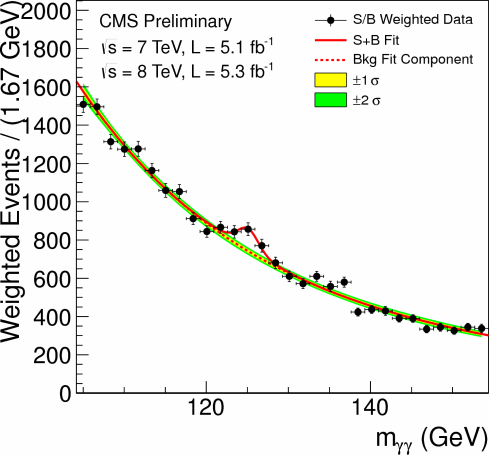 CMS Preliminary
√s = 7 TeV, L = 5.1 fb⁻¹
√s = 8 TeV, L = 5.3 fb⁻¹
S/B Weighted Data
S+B Fit
Bkg Fit Component
±1 σ
±2 σ
Weighted Events / (1.67 GeV)
2000
1800
1600
1400
1200
1000
800
600
400
200
0
120
140
mγγ (GeV)